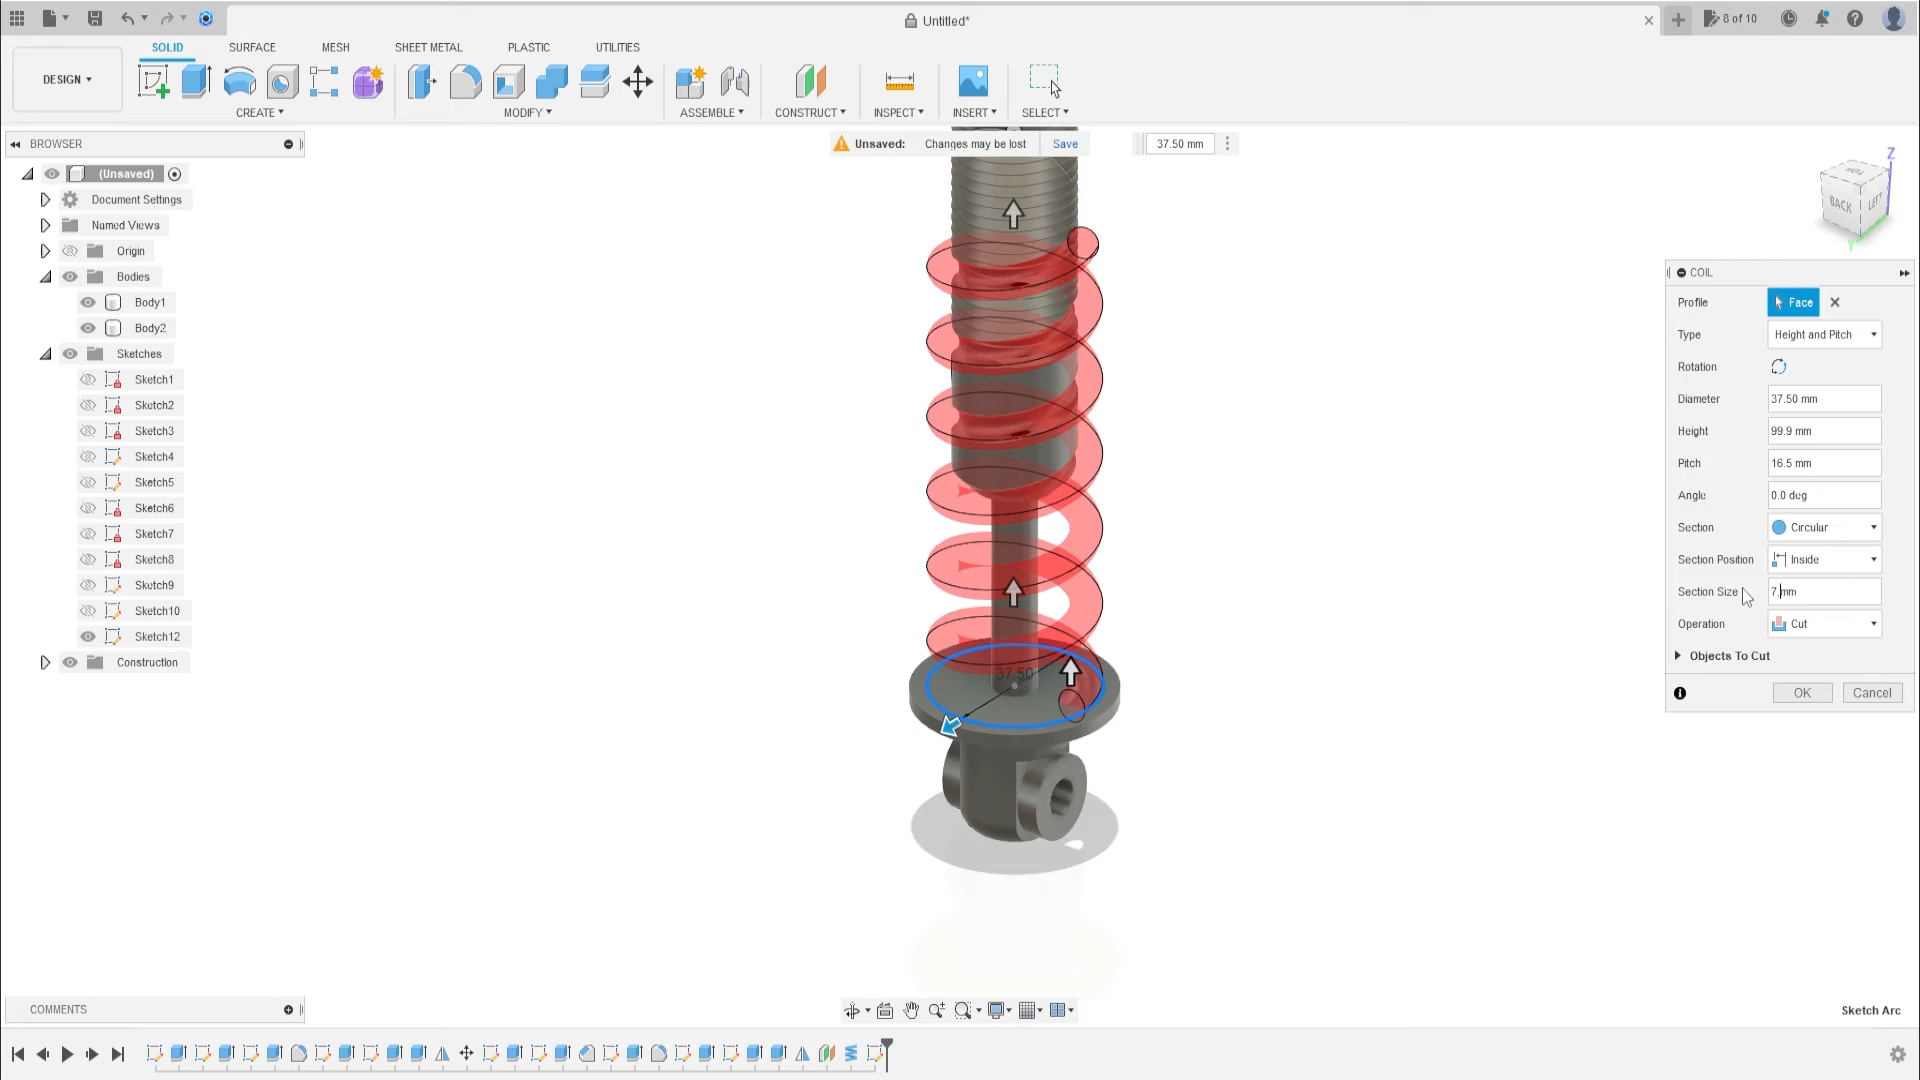 Untitled*
8 of 10
SOLID
SURFACE
MESH
SHEET METAL
PLASTIC
UTILITIES
DESIGN
CREATE
MODIFY
ASSEMBLE
CONSTRUCT
INSPECT
INSERT
SELECT
BROWSER
Unsaved: Changes may be lost Save
37.50 mm
(Unsaved)
Document Settings
Named Views
Origin
Bodies
Body1
Body2
Sketches
Sketch1
Sketch2
Sketch3
Sketch4
Sketch5
Sketch6
Sketch7
Sketch8
Sketch9
Sketch10
Sketch12
Construction
37.50
Z
Y
TOP
BACK
LEFT
COIL
Profile Face
Type Height and Pitch
Rotation
Diameter 37.50 mm
Height 99.9 mm
Pitch 16.5 mm
Angle 0.0 deg
Section Circular
Section Position Inside
Section Size 7.mm
Operation Cut
Objects To Cut
OK Cancel
COMMENTS
Sketch Arc